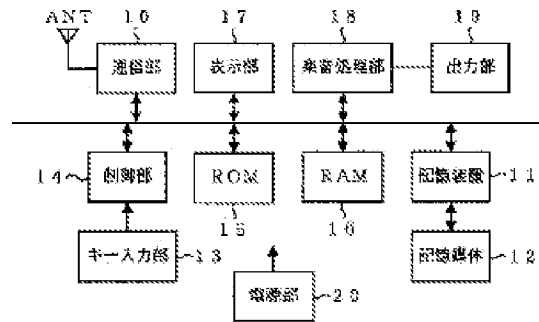 ANT
10
17
18
19
通信部
表示部
楽音処理部
出力部
14
制御部
ROM
RAM
記憶装置
11
15
16
キー入力部
13
記憶媒体
12
電源部
20